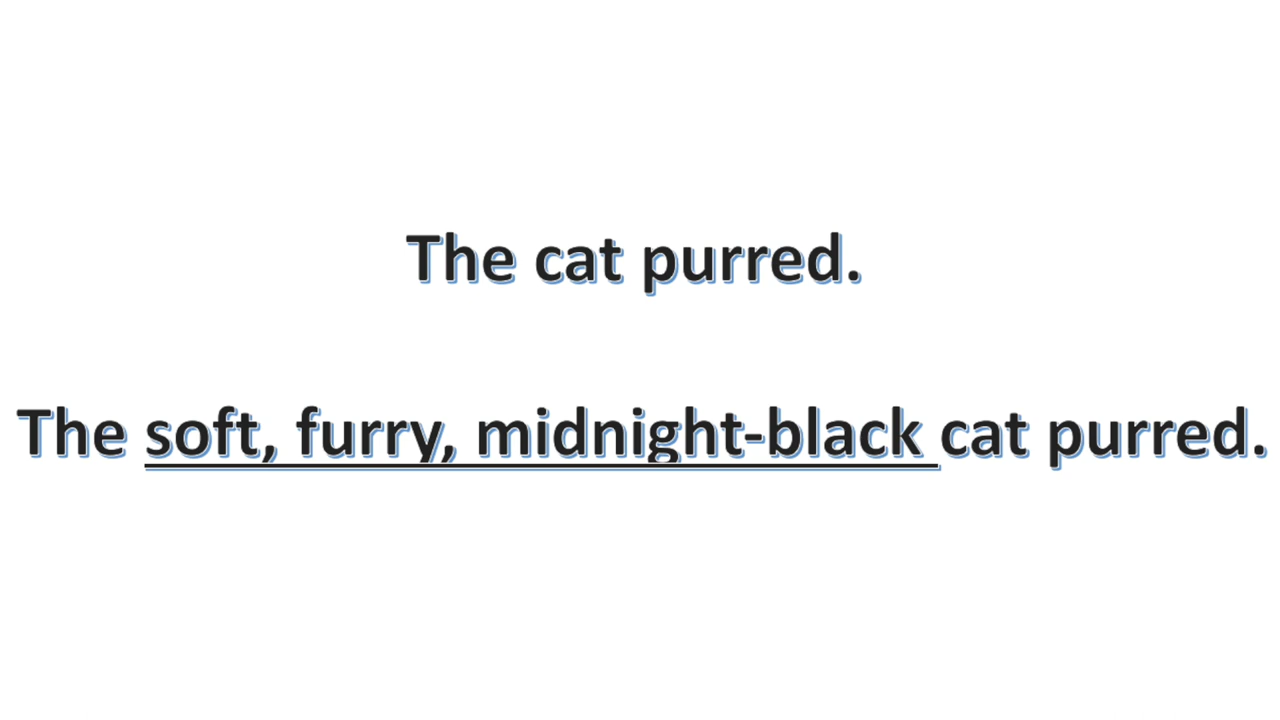 The cat purred.
The soft, furry, midnight-black cat purred.